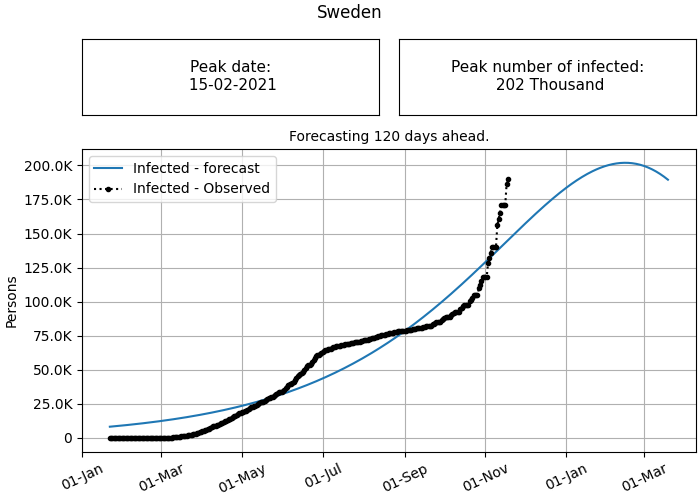 Sweden
Peak date:
15-02-2021
Peak number of infected:
202 Thousand
Forecasting 120 days ahead.
Infected - forecast
Infected - Observed
200.0K
175.0K
150.0K
125.0K
100.0K
75.0K
50.0K
25.0K
0
Persons
01-Jan
01-Mar
01-May
01-Jul
01-Sep
01-Nov
01-Jan
01-Mar